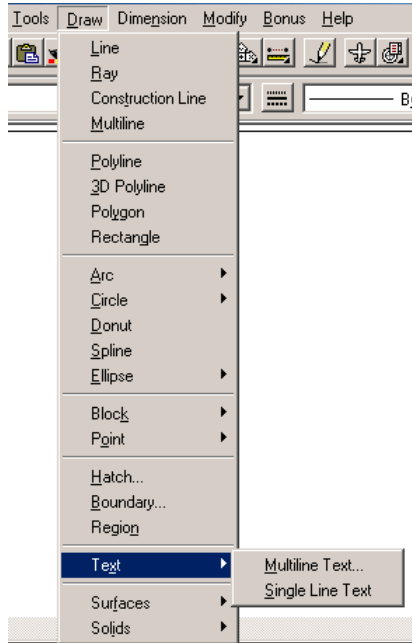 Tools Draw Dimension Modify Bonus Help
Line
Ray
Construction Line
Multiline
Polyline
3D Polyline
Polygon
Rectangle
Arc
Circle
Donut
Spline
Ellipse
Block
Point
Hatch...
Boundary...
Region
Text
Multiline Text...
Single Line Text
Surfaces
Solids